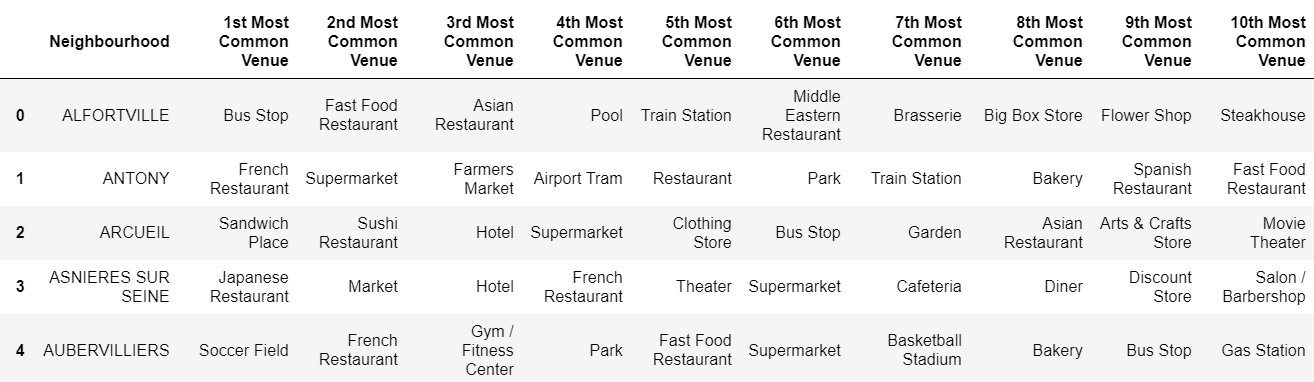 Neighbourhood 1st Most Common Venue 2nd Most Common Venue 3rd Most Common Venue 4th Most Common Venue 5th Most Common Venue 6th Most Common Venue 7th Most Common Venue 8th Most Common Venue 9th Most Common Venue 10th Most Common Venue
0 ALFORTVILLE Bus Stop Fast Food Restaurant Asian Restaurant Pool Train Station Middle Eastern Restaurant Brasserie Big Box Store Flower Shop Steakhouse
1 ANTONY French Restaurant Supermarket Farmers Market Airport Tram Restaurant Park Train Station Bakery Spanish Restaurant Fast Food Restaurant
2 ARCUEIL Sandwich Place Sushi Restaurant Hotel Supermarket Clothing Store Bus Stop Garden Asian Restaurant Arts & Crafts Store Movie Theater
3 ASNIERES SUR SEINE Japanese Restaurant Market Hotel French Restaurant Theater Supermarket Cafeteria Diner Discount Store Salon / Barbershop
4 AUBERVILLIERS Soccer Field French Restaurant Gym / Fitness Center Park Fast Food Restaurant Supermarket Basketball Stadium Bakery Bus Stop Gas Station